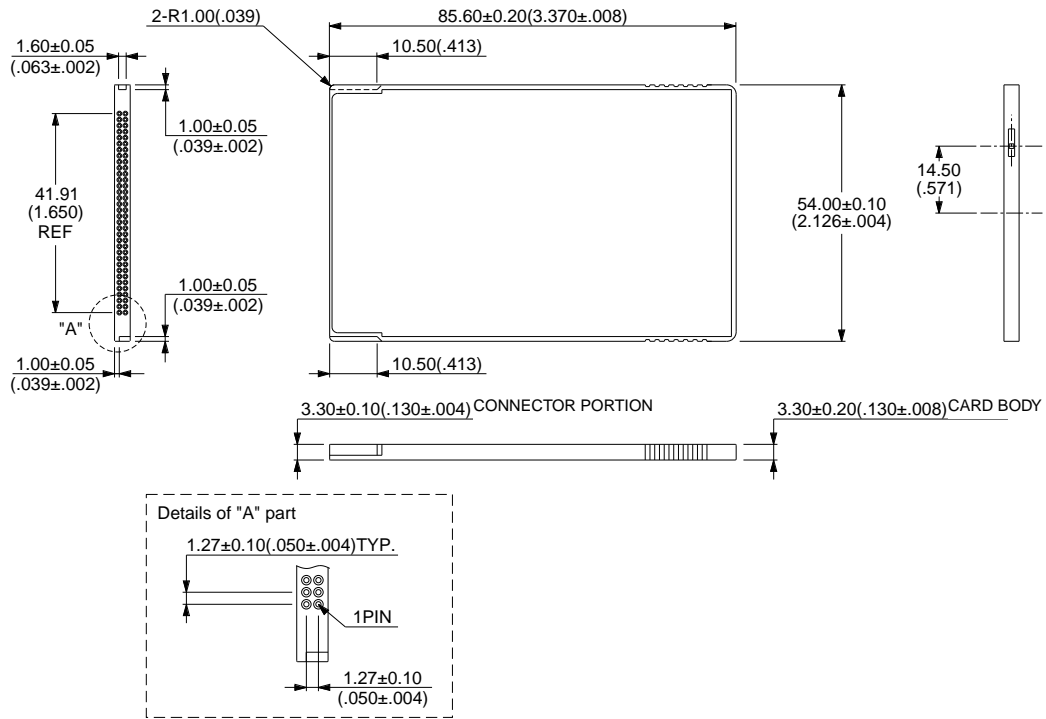 2-R1.00(.039)
85.60±0.20(3.370±.008)
1.60±0.05
(.063±.002)
10.50(.413)
1.00±0.05
(.039±.002)
41.91
(1.650)
REF
14.50
(.571)
54.00±0.10
(2.126±.004)
1.00±0.05
(.039±.002)
"A"
1.00±0.05
(.039±.002)
10.50(.413)
3.30±0.10(.130±.004) CONNECTOR PORTION
3.30±0.20(.130±.008) CARD BODY
Details of "A" part
1.27±0.10(.050±.004)TYP.
1PIN
1.27±0.10
(.050±.004)